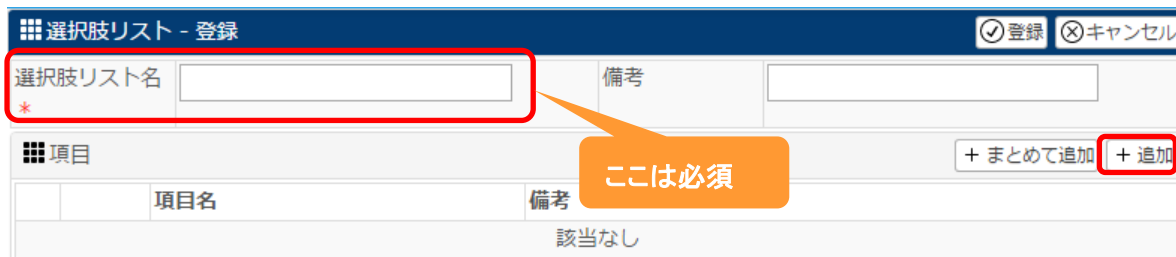 選択肢リスト - 登録
登録
キャンセル
選択肢リスト名
*
備考
項目
+ まとめて追加
+ 追加
ここは必須
項目名
備考
該当なし